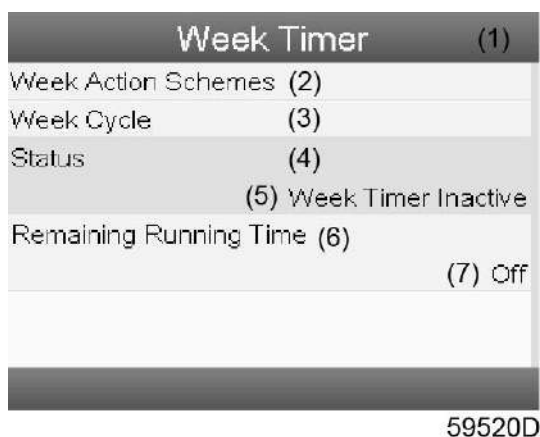 Week Timer (1)
Week Action Schemes (2)
Week Cycle (3)
Status (4)
(5) Week Timer Inactive
Remaining Running Time (6)
(7) Off
59520D